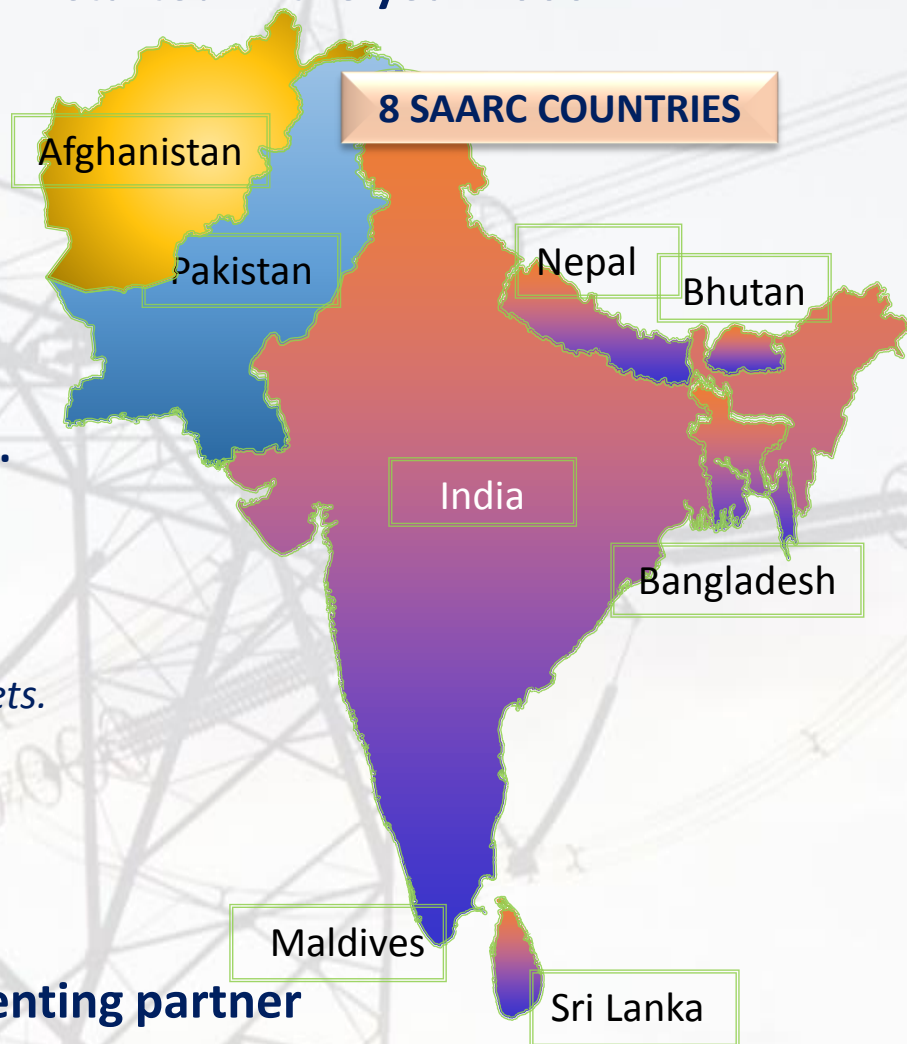 8 SAARC COUNTRIES
Afghanistan
Pakistan
Nepal
Bhutan
India
Bangladesh
ets.
Maldives
enting partner
Sri Lanka